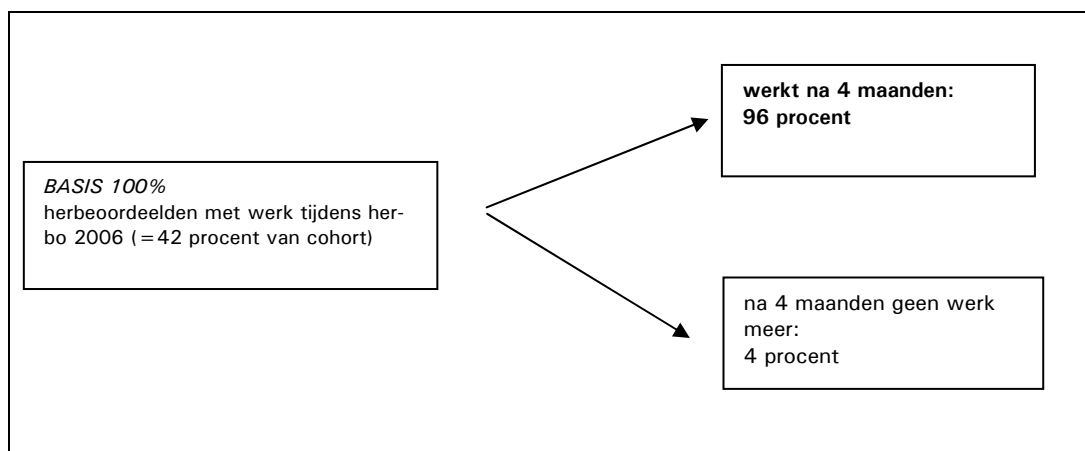 werkt na 4 maanden:
96 procent
BASIS 100%
herbeoordeelden met werk tijdens her-
bo 2006 (=42 procent van cohort)
na 4 maanden geen werk
meer:
4 procent